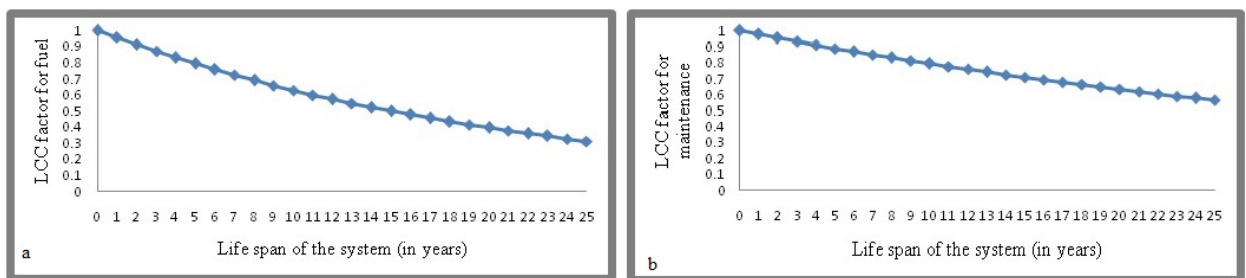 LCC factor for fuel
1
0.9
0.8
0.7
0.6
0.5
0.4
0.3
0.2
0.1
0
0 1 2 3 4 5 6 7 8 9 10 11 12 13 14 15 16 17 18 19 20 21 22 23 24 25
Life span of the system (in years)
a
LCC factor for
maintenance
1
0.9
0.8
0.7
0.6
0.5
0.4
0.3
0.2
0.1
0
0 1 2 3 4 5 6 7 8 9 10 11 12 13 14 15 16 17 18 19 20 21 22 23 24 25
Life span of the system (in years)
b